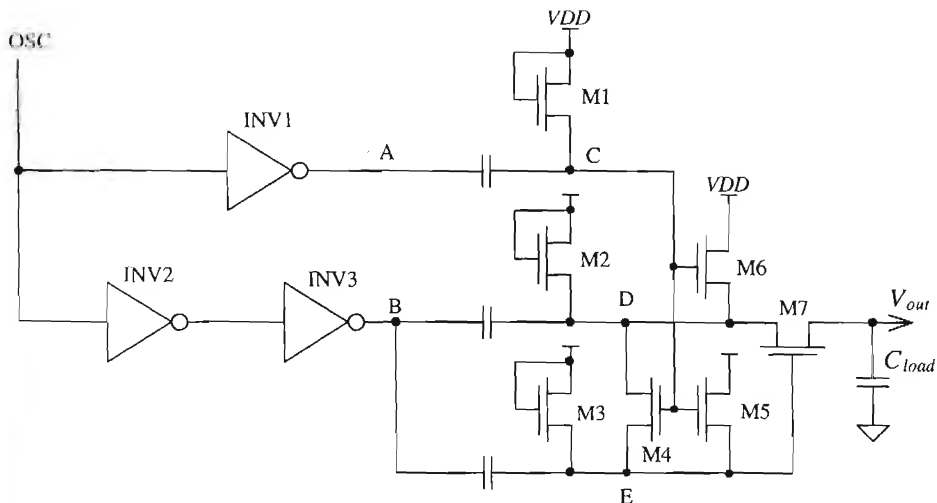 VDD
OSC
M1
INV1
A
C
VDD
M2
M6
INV2
INV3
B
D
M7
Vout
Cload
M3
M5
M4
E